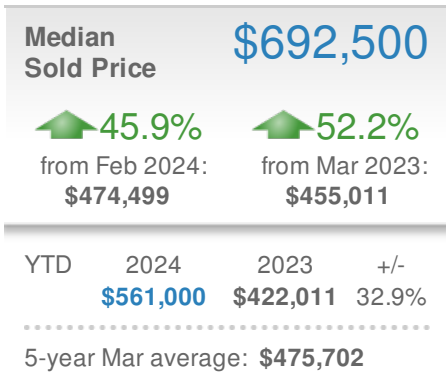 Median
Sold Price
$692,500
45.9%
52.2%
from Feb 2024:
from Mar 2023:
$474,499
$455,011
YTD 2024 2023 +/-
$561,000 $422,011 32.9%
5-year Mar average: $475,702